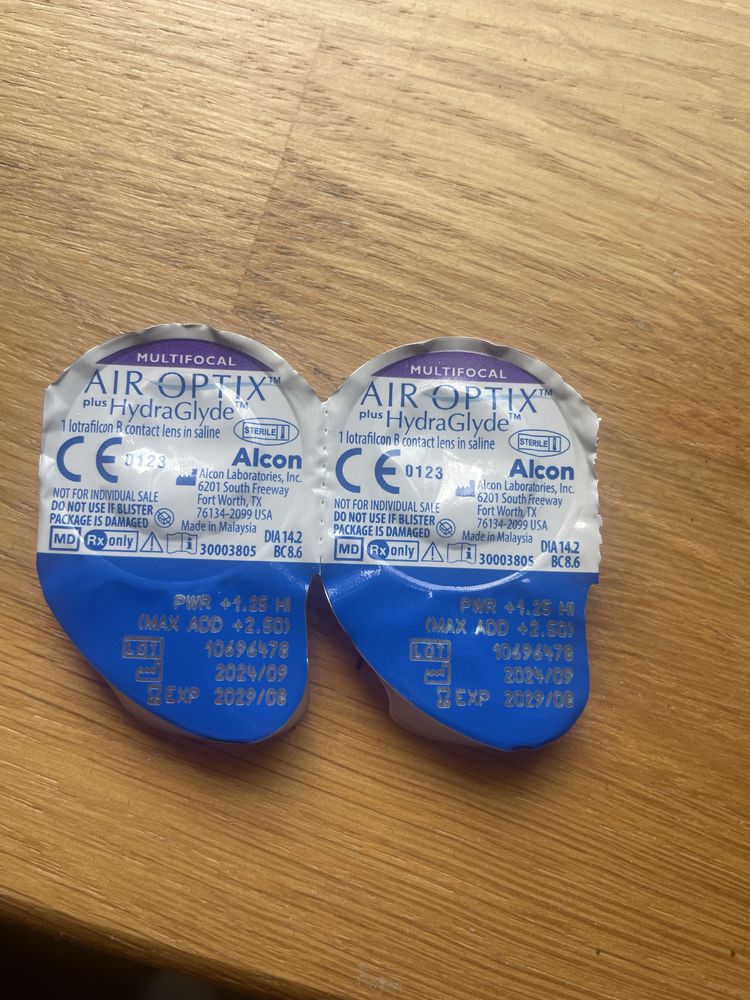 MULTIFOCAL
AIR OPTIX™
plus HydraGlyde™
1 lotrafilcon B contact lens in saline
STERILE
CE 0123
Alcon
Alcon Laboratories, Inc.
6201 South Freeway
Fort Worth, TX
76134-2099 USA
Made in Malaysia
NOT FOR INDIVIDUAL SALE
DO NOT USE IF BLISTER
PACKAGE IS DAMAGED
MD Rx only i 30003805
DIA 14.2
BC 8.6
PWR +1.25 HI
(MAX ADD +2.50)
LOT 10696478
2024/09
EXP 2029/08
MULTIFOCAL
AIR OPTIX™
plus HydraGlyde™
1 lotrafilcon B contact lens in saline
STERILE
CE 0123
Alcon
Alcon Laboratories, Inc.
6201 South Freeway
Fort Worth, TX
76134-2099 USA
Made in Malaysia
NOT FOR INDIVIDUAL SALE
DO NOT USE IF BLISTER
PACKAGE IS DAMAGED
MD Rx only i 30003805
DIA 14.2
BC 8.6
PWR +1.25 HI
(MAX ADD +2.50)
LOT 10696478
2024/09
EXP 2029/08